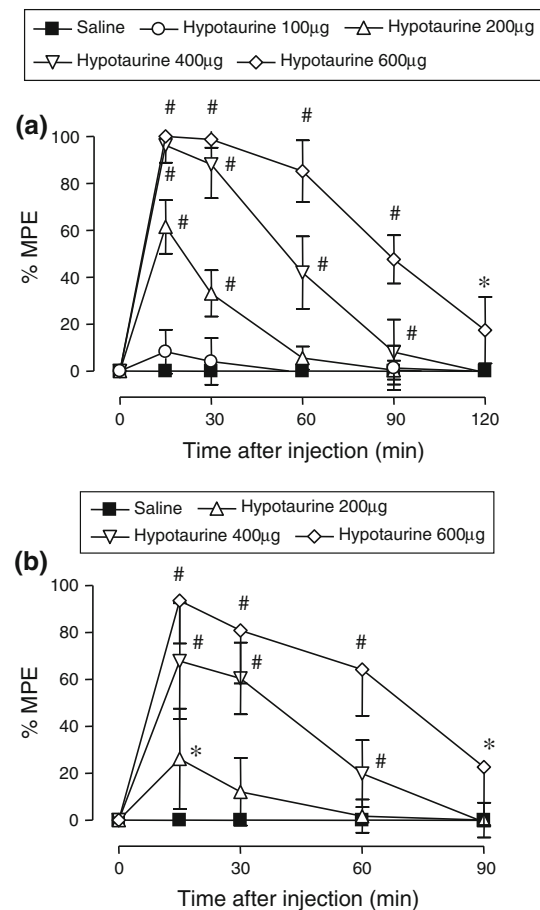 Saline Hypotaurine 100μg Hypotaurine 200μg
Hypotaurine 400μg Hypotaurine 600μg
(a)
% MPE
100
80
60
40
20
0
# # #
# #
# #
# #
# *
#
0 30 60 90 120
Time after injection (min)
Saline Hypotaurine 200μg
Hypotaurine 400μg Hypotaurine 600μg
(b)
% MPE
100
80
60
40
20
0
# # #
# #
* # *
0 30 60 90
Time after injection (min)